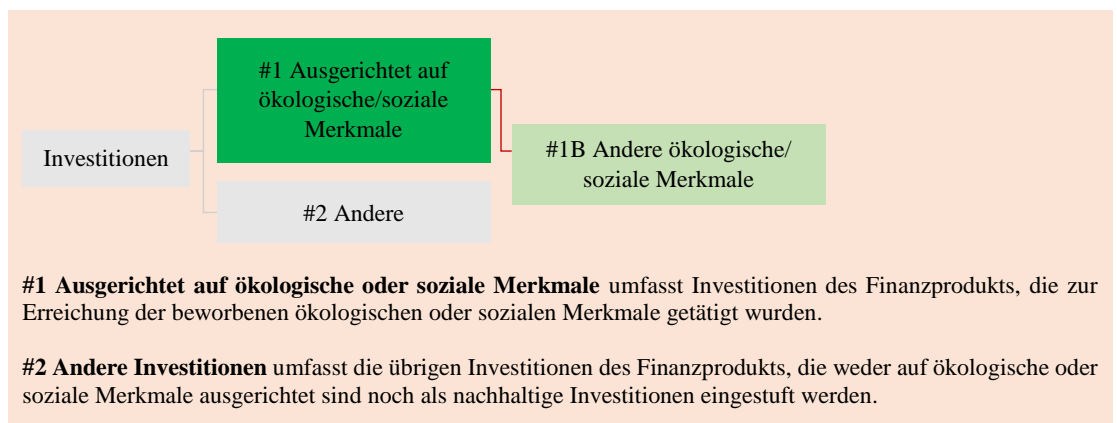 #1 Ausgerichtet auf
ökologische/soziale
Merkmale
Investitionen
#1B Andere ökologische/
soziale Merkmale
#2 Andere
#1 Ausgerichtet auf ökologische oder soziale Merkmale umfasst Investitionen des Finanzprodukts, die zur
Erreichung der beworbenen ökologischen oder sozialen Merkmale getätigt wurden.
#2 Andere Investitionen umfasst die übrigen Investitionen des Finanzprodukts, die weder auf ökologische oder
soziale Merkmale ausgerichtet sind noch als nachhaltige Investitionen eingestuft werden.